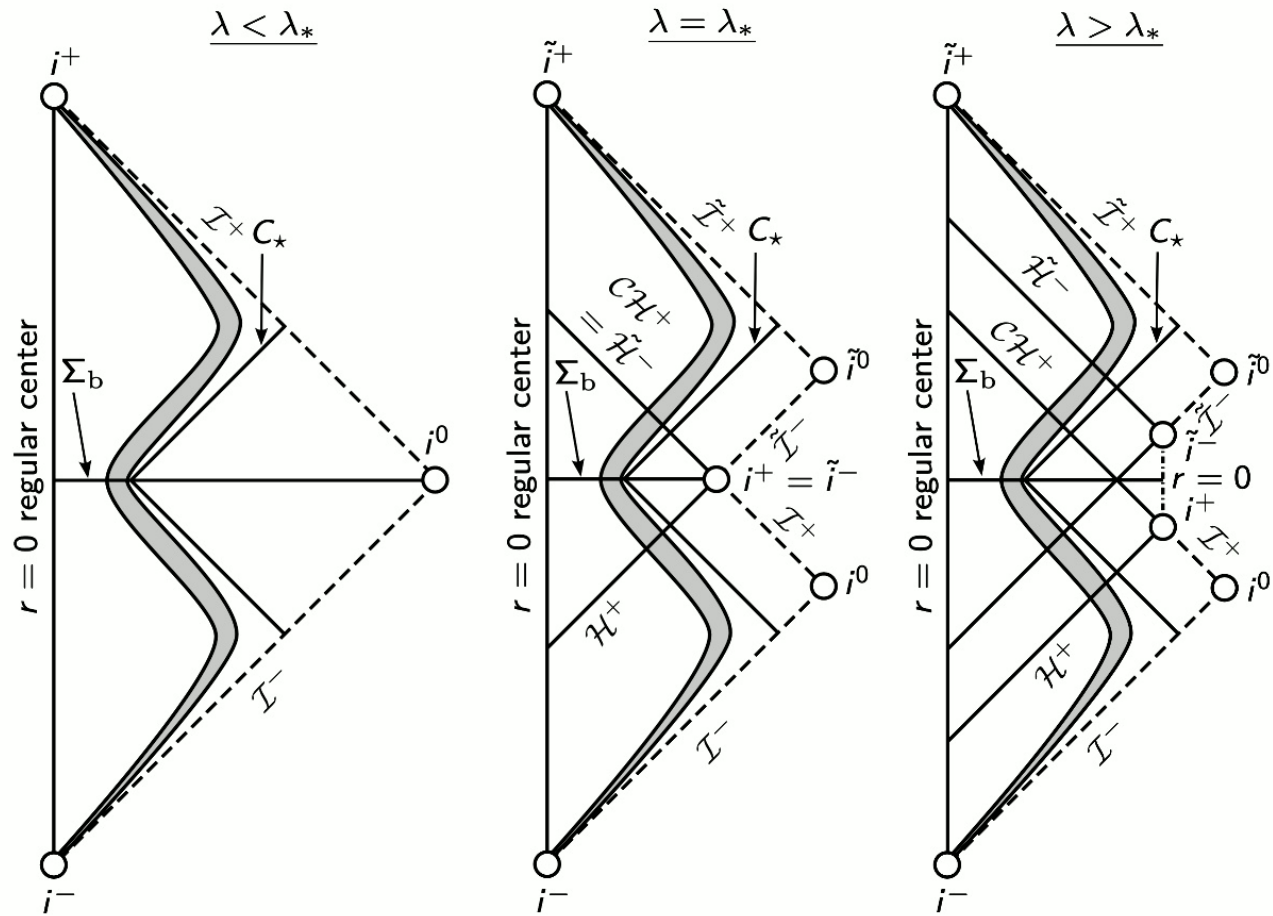 λ < λ∗
i⁺
𝓘⁺
C⋆
r = 0 regular center
Σb
i⁰
𝓘⁻
i⁻
λ = λ∗
ĩ⁺
𝓘̃⁺
C⋆
𝒞𝓗⁺
= 𝓗̃⁻
ĩ⁰
r = 0 regular center
Σb
𝓘̃⁻
i⁺ = ĩ⁻
𝓘⁺
i⁰
𝓗⁺
𝓘⁻
i⁻
λ > λ∗
ĩ⁺
𝓘̃⁺
C⋆
𝓗̃⁻
𝒞𝓗⁺
ĩ⁰
r = 0 regular center
Σb
𝓘̃⁻
ĩ⁻
r = 0
i⁺
𝓘⁺
i⁰
𝓗⁺
𝓘⁻
i⁻